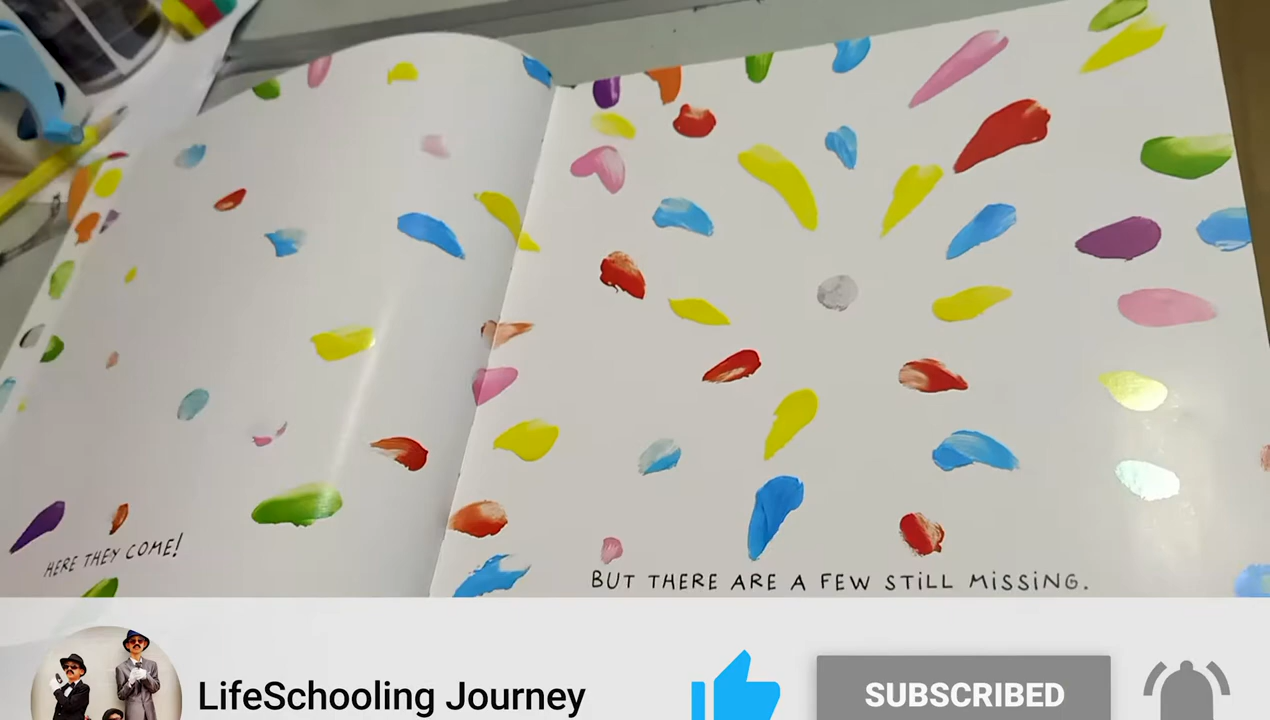 HERE THEY COME!
BUT THERE ARE A FEW STILL MISSING.
LifeSchooling Journey
SUBSCRIBED